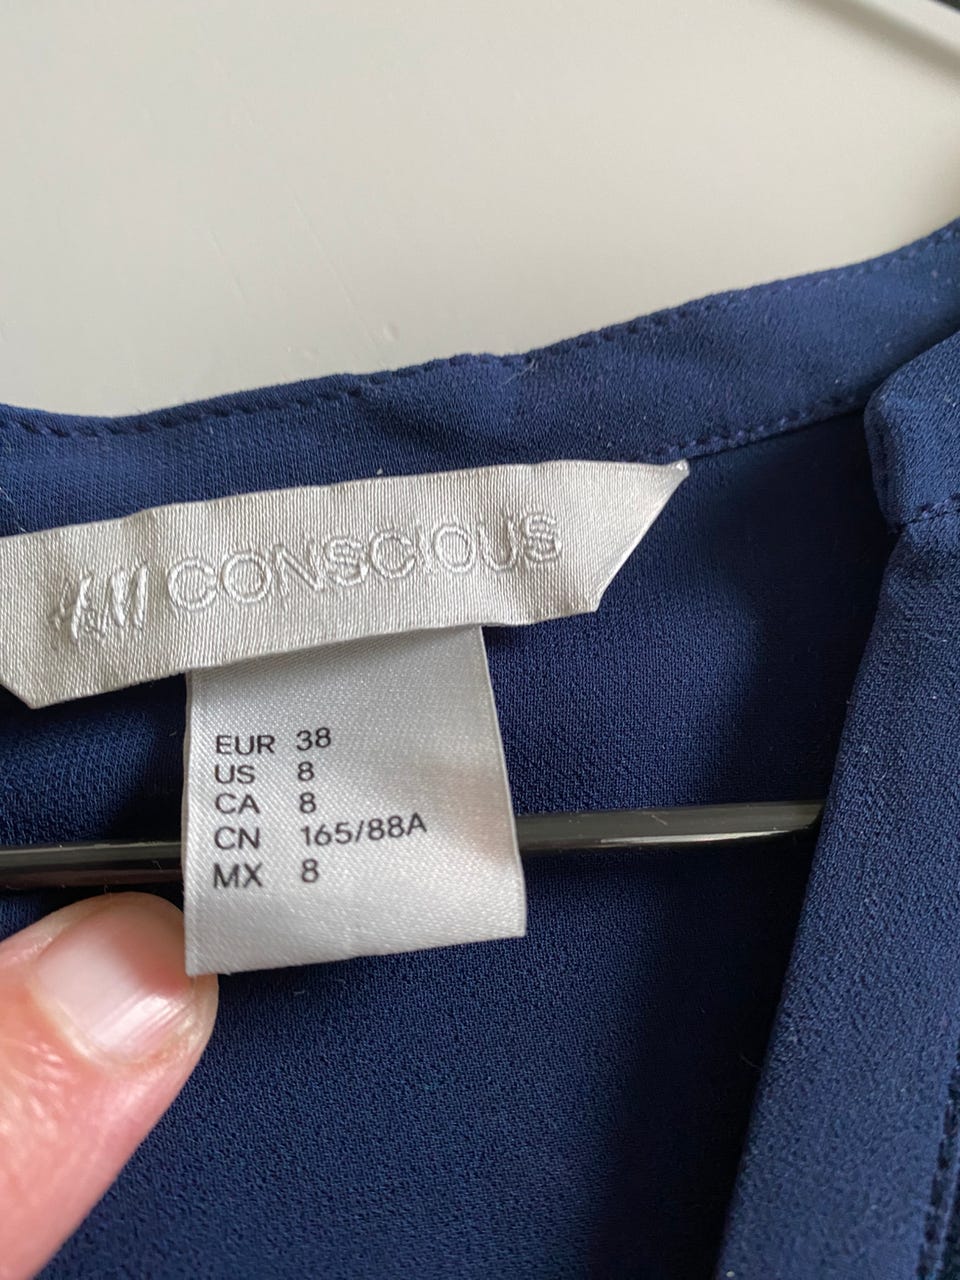 H&M CONSCIOUS
EUR 38
US 8
CA 8
CN 165/88A
MX 8